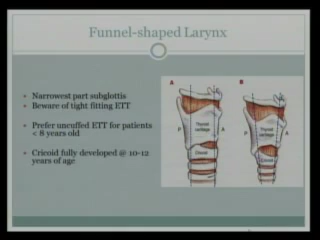 Funnel-shaped Larynx
Narrowest part subglottis
Beware of tight fitting ETT
Prefer uncuffed ETT for patients
< 8 years old
Cricoid fully developed @ 10-12
years of age
A
B
Thyroid
cartilage
Thyroid
cartilage
P
A
P
A
Cricoid
Cricoid